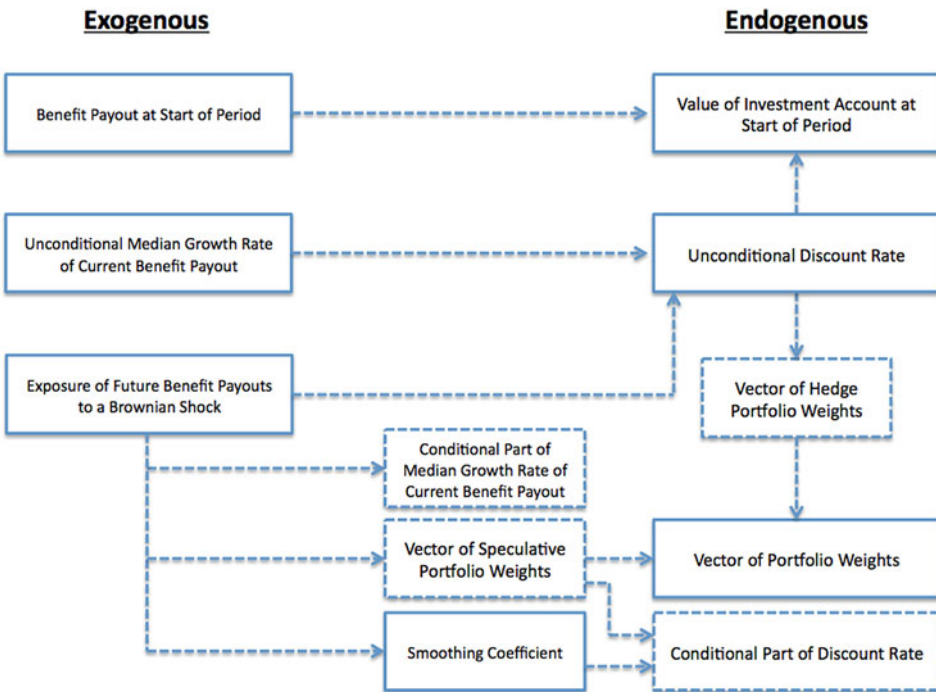 Exogenous
Endogenous
Benefit Payout at Start of Period
Value of Investment Account at
Start of Period
Unconditional Median Growth Rate
of Current Benefit Payout
Unconditional Discount Rate
Exposure of Future Benefit Payouts
to a Brownian Shock
Vector of Hedge
Portfolio Weights
Conditional Part of
Median Growth Rate of
Current Benefit Payout
Vector of Speculative
Portfolio Weights
Vector of Portfolio Weights
Smoothing Coefficient
Conditional Part of Discount Rate